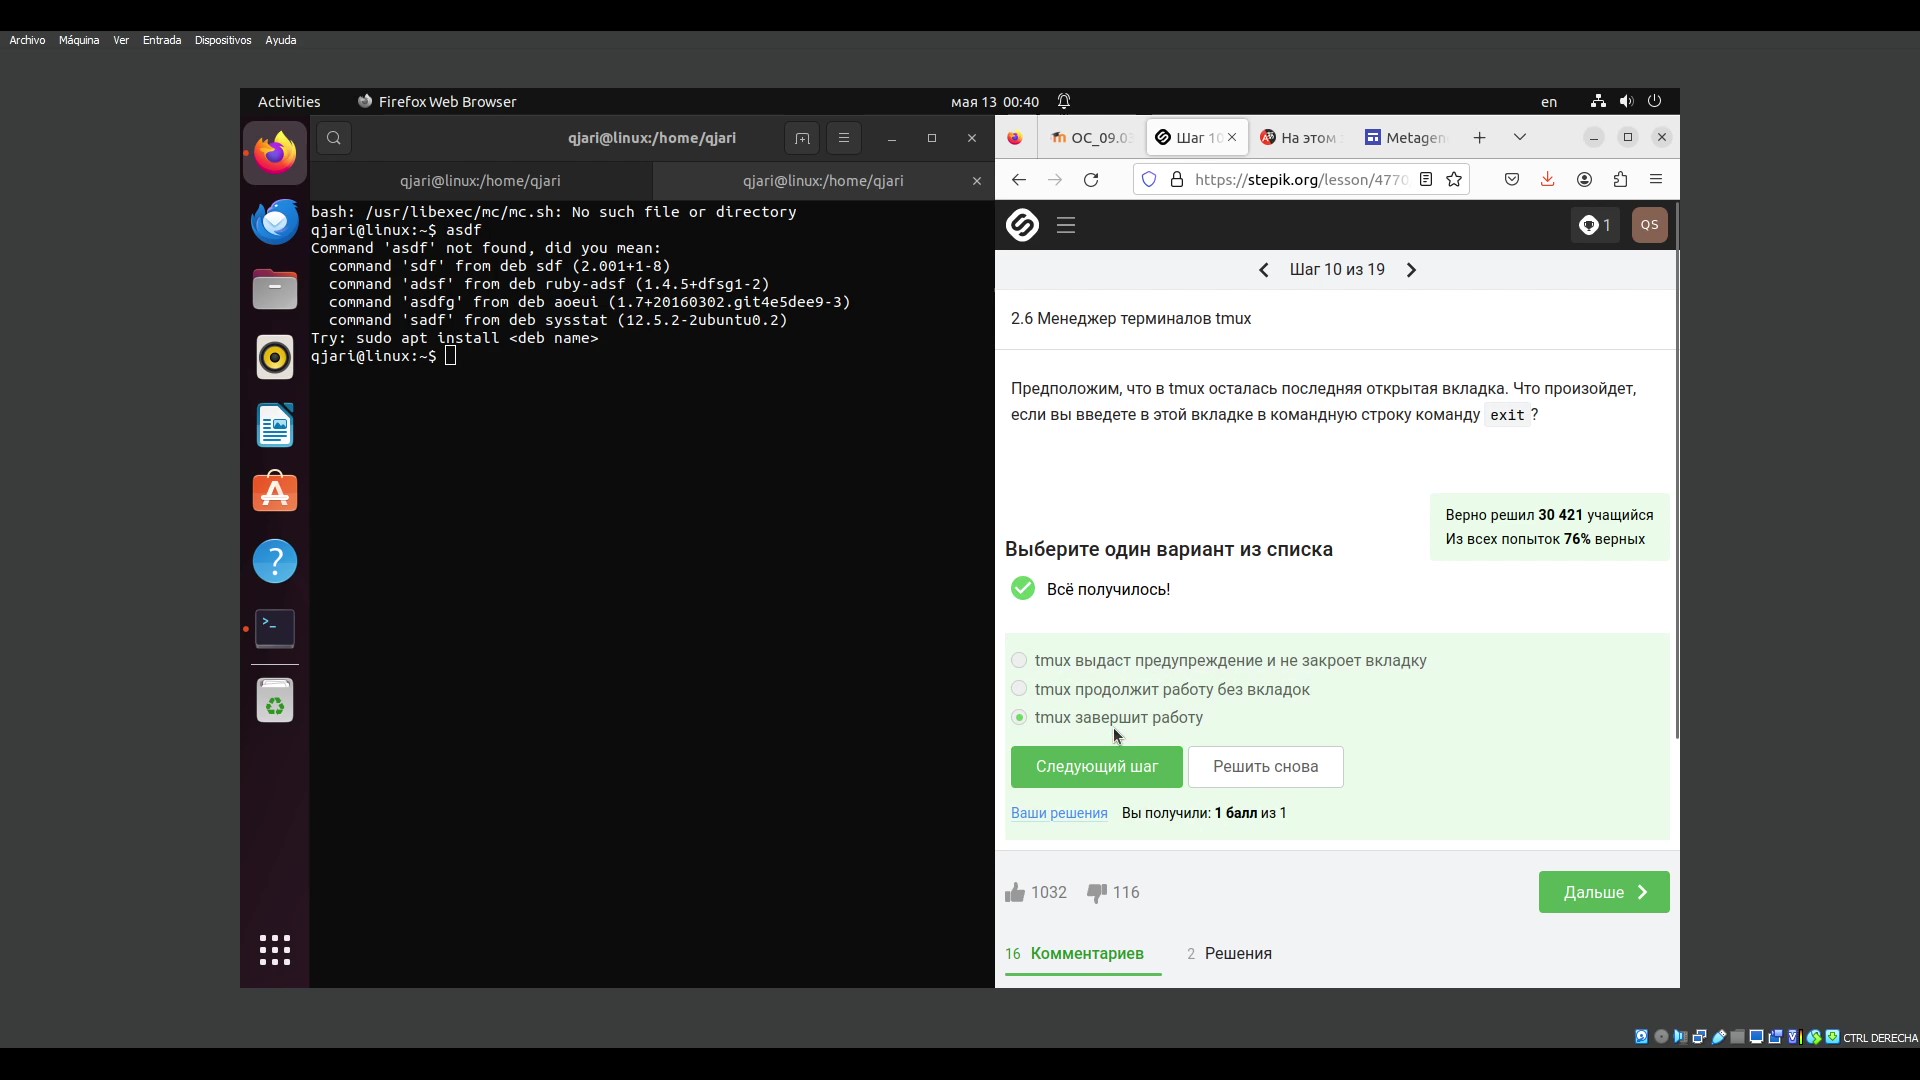 Archivo Máquina Ver Entrada Dispositivos Ayuda
Activities Firefox Web Browser мая 13 00:40 en
qjari@linux:/home/qjari
qjari@linux:/home/qjari qjari@linux:/home/qjari
bash: /usr/libexec/mc/mc.sh: No such file or directory
qjari@linux:~$ asdf
Command 'asdf' not found, did you mean:
command 'sdf' from deb sdf (2.001+1-8)
command 'adsf' from deb ruby-adsf (1.4.5+dfsg1-2)
command 'asdfg' from deb aoeui (1.7+20160302.git4e5dee9-3)
command 'sadf' from deb sysstat (12.5.2-2ubuntu0.2)
Try: sudo apt install <deb name>
qjari@linux:~$
ОС_09.03 Шаг 10 На этом Metagen
https://stepik.org/lesson/4770
1 QS
Шаг 10 из 19
2.6 Менеджер терминалов tmux
Предположим, что в tmux осталась последняя открытая вкладка. Что произойдет,
если вы введете в этой вкладке в командную строку команду exit ?
Верно решил 30 421 учащийся
Из всех попыток 76% верных
Выберите один вариант из списка
Всё получилось!
tmux выдаст предупреждение и не закроет вкладку
tmux продолжит работу без вкладок
tmux завершит работу
Следующий шаг Решить снова
Ваши решения Вы получили: 1 балл из 1
1032 116 Дальше
16 Комментариев 2 Решения
CTRL DERECHA